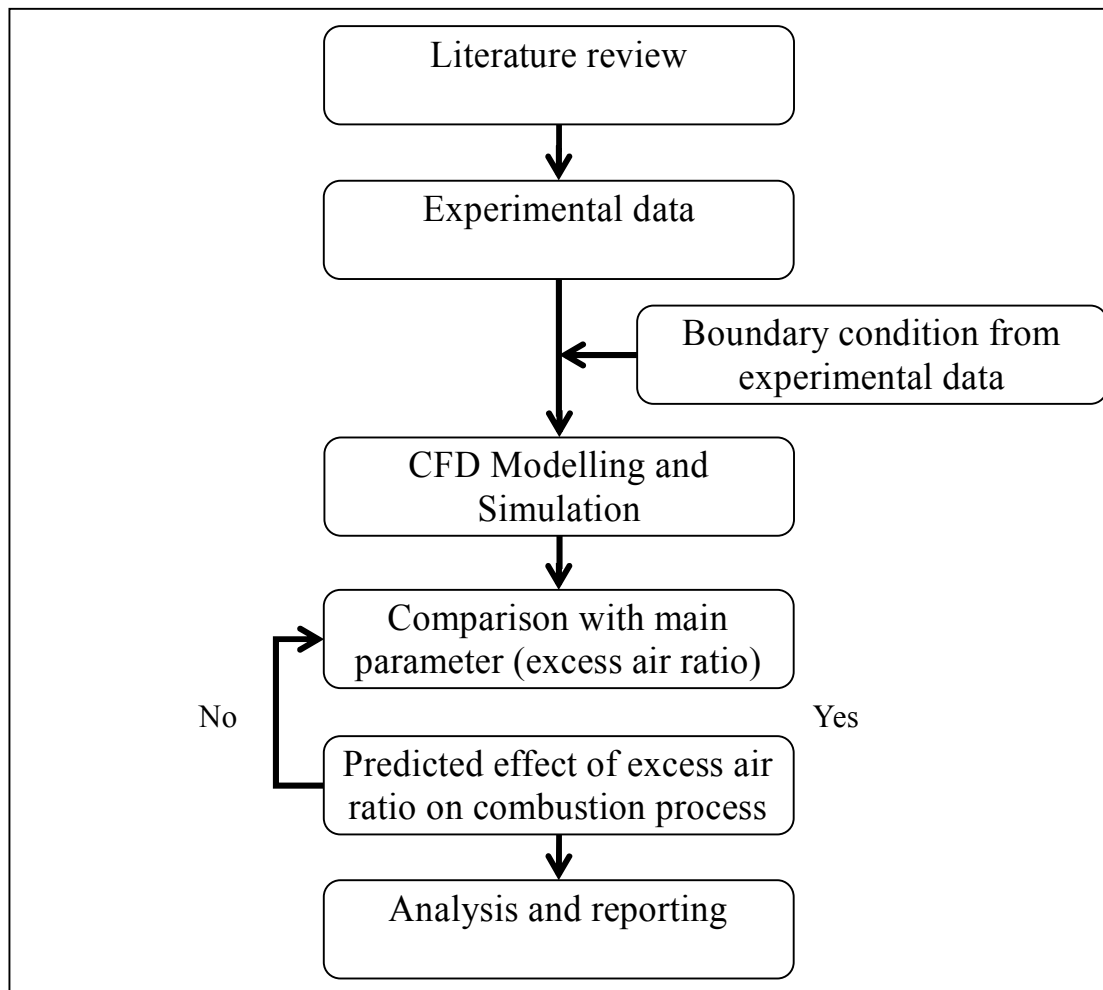 Literature review
Experimental data
Boundary condition from
experimental data
CFD Modelling and
Simulation
Comparison with main
parameter (excess air ratio)
No
Yes
Predicted effect of excess air
ratio on combustion process
Analysis and reporting